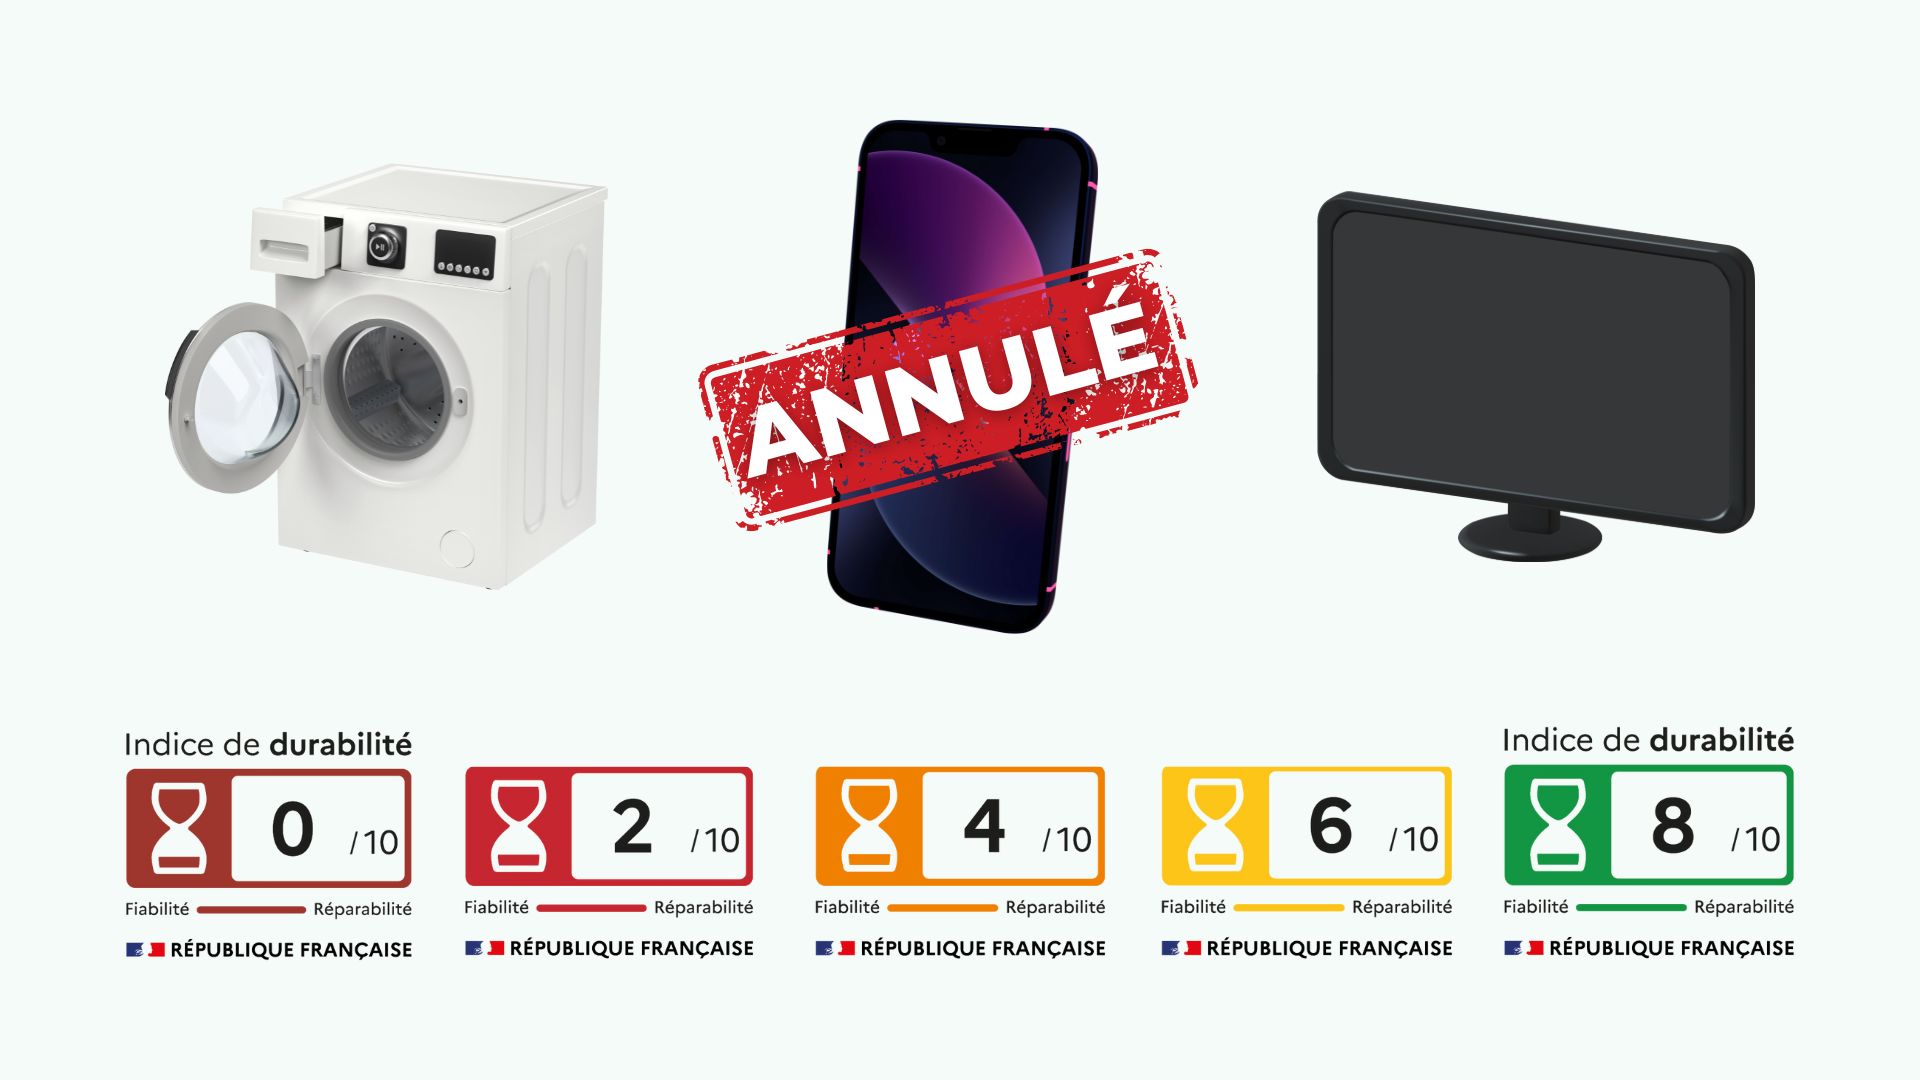 ANNULÉ
Indice de durabilité
0 /10
Fiabilité Réparabilité
RÉPUBLIQUE FRANÇAISE
2 /10
Fiabilité Réparabilité
RÉPUBLIQUE FRANÇAISE
4 /10
Fiabilité Réparabilité
RÉPUBLIQUE FRANÇAISE
6 /10
Fiabilité Réparabilité
RÉPUBLIQUE FRANÇAISE
Indice de durabilité
8 /10
Fiabilité Réparabilité
RÉPUBLIQUE FRANÇAISE